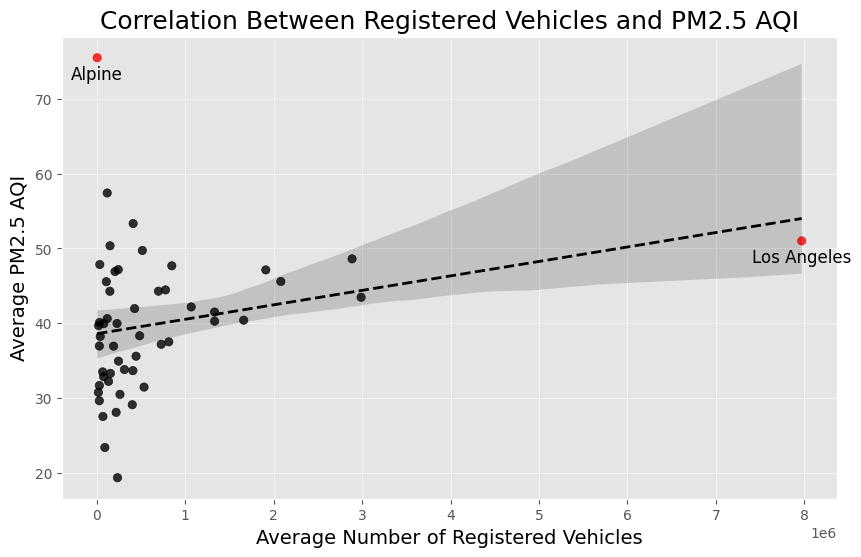 Correlation Between Registered Vehicles and PM2.5 AQI
Alpine
Los Angeles
Average PM2.5 AQI
70
60
50
40
30
20
0 1 2 3 4 5 6 7 8
1e6
Average Number of Registered Vehicles